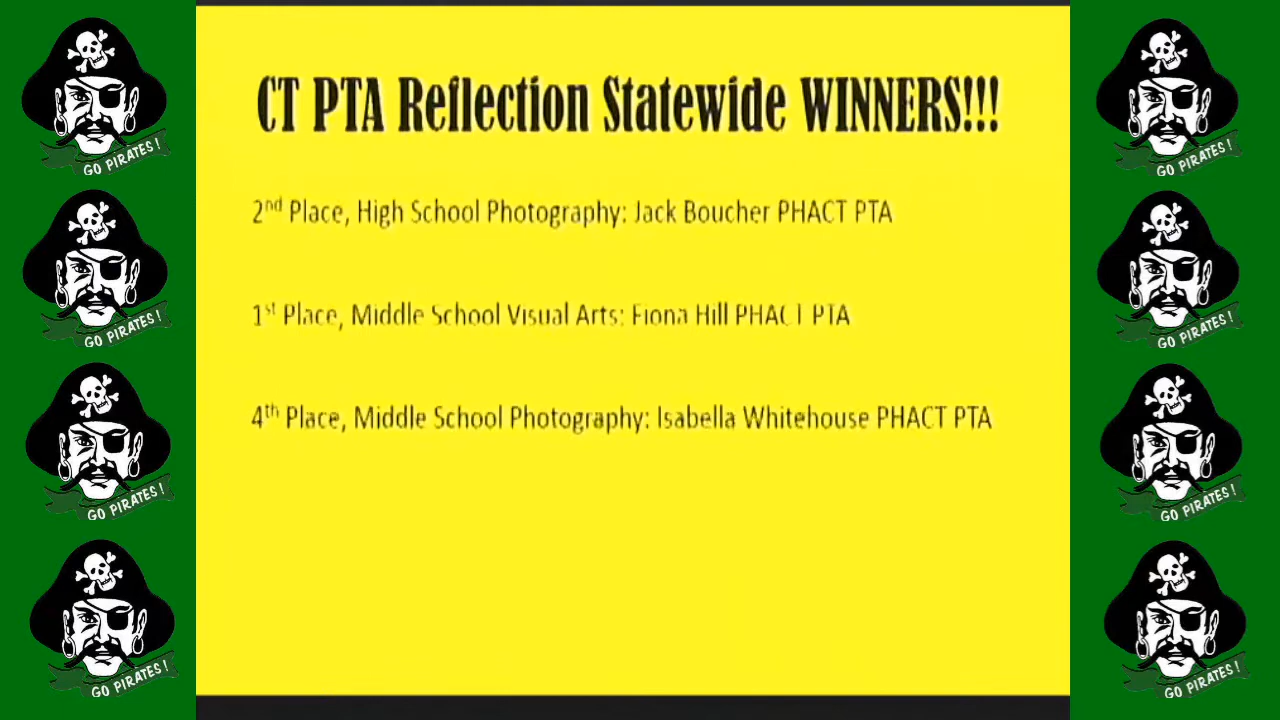 CT PTA Reflection Statewide WINNERS!!!
2nd Place, High School Photography: Jack Boucher PHACT PTA
1st Place, Middle School Visual Arts: Fiona Hill PHACT PTA
4th Place, Middle School Photography: Isabella Whitehouse PHACT PTA
GO PIRATES!
GO PIRATES!
GO PIRATES!
GO PIRATES!
GO PIRATES!
GO PIRATES!
GO PIRATES!
GO PIRATES!